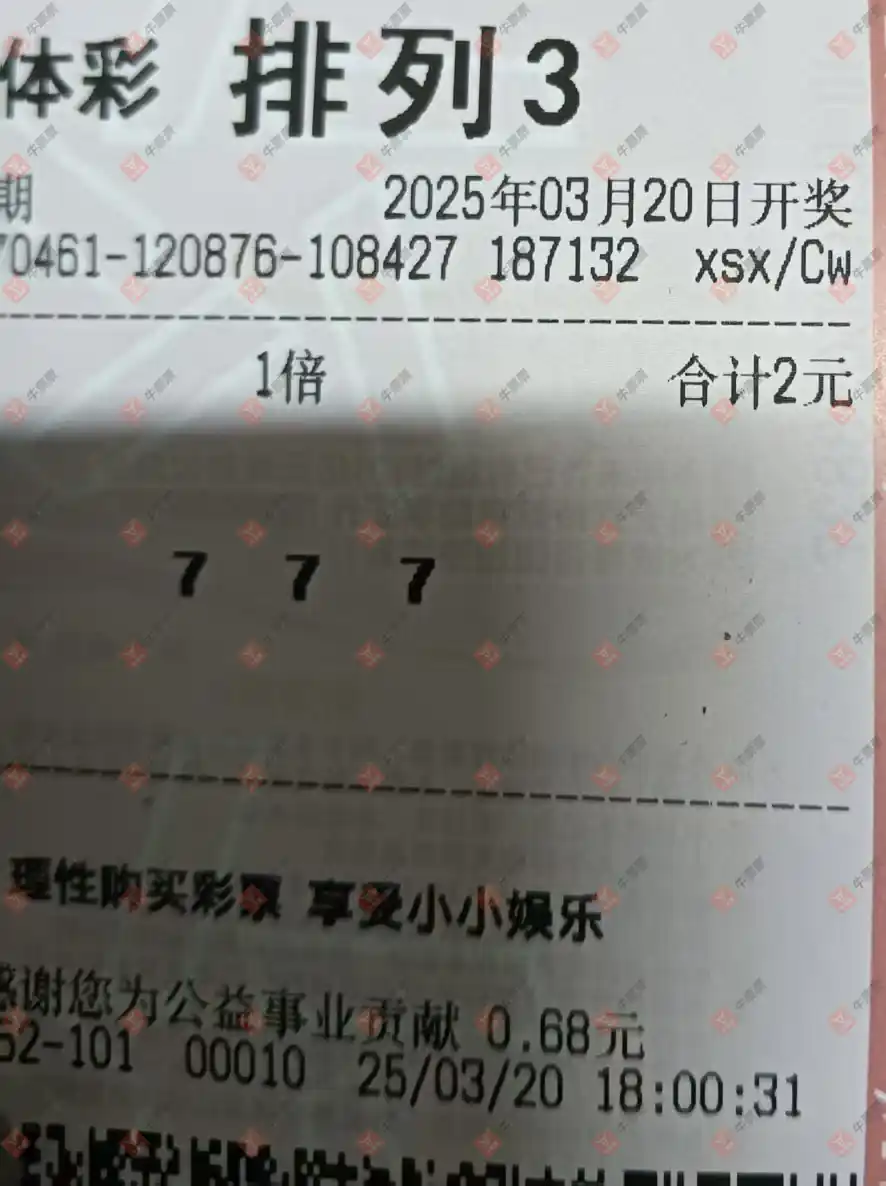 体彩 排列3
期 2025年03月20日开奖
70461-120876-108427 187132 xsx/Cw
1倍 合计2元
7 7 7
理性购买彩票 享受小小娱乐
感谢您为公益事业贡献 0.68元
52-101 00010 25/03/20 18:00:31
牛票票